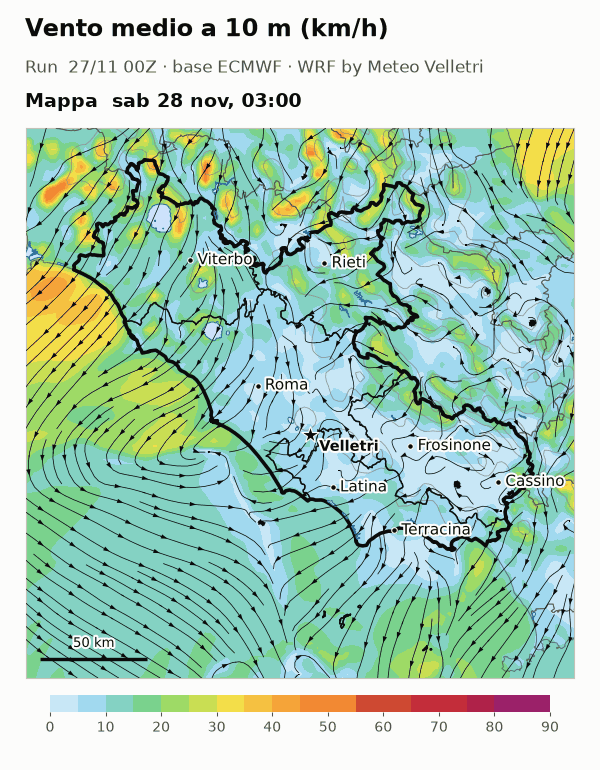 Vento medio a 10 m (km/h)
Run 27/11 00Z · base ECMWF · WRF by Meteo Velletri
Mappa sab 28 nov, 03:00
Viterbo
Rieti
Roma
Velletri
Frosinone
Latina
Cassino
Terracina
50 km
0 10 20 30 40 50 60 70 80 90